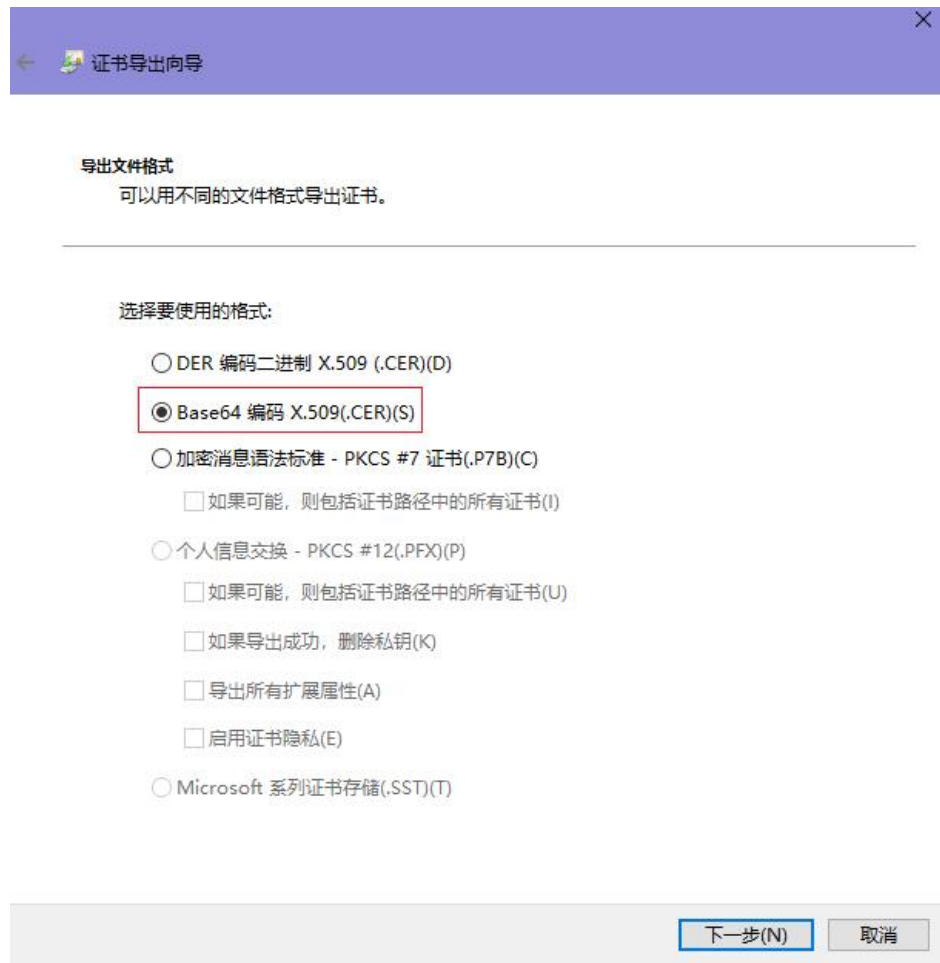 证书导出向导
导出文件格式
可以用不同的文件格式导出证书。
选择要使用的格式:
DER 编码二进制 X.509 (.CER)(D)
Base64 编码 X.509(.CER)(S)
加密消息语法标准 - PKCS #7 证书(.P7B)(C)
如果可能，则包括证书路径中的所有证书(I)
个人信息交换 - PKCS #12(.PFX)(P)
如果可能，则包括证书路径中的所有证书(U)
如果导出成功，删除私钥(K)
导出所有扩展属性(A)
启用证书隐私(E)
Microsoft 系列证书存储(.SST)(T)
下一步(N) 取消